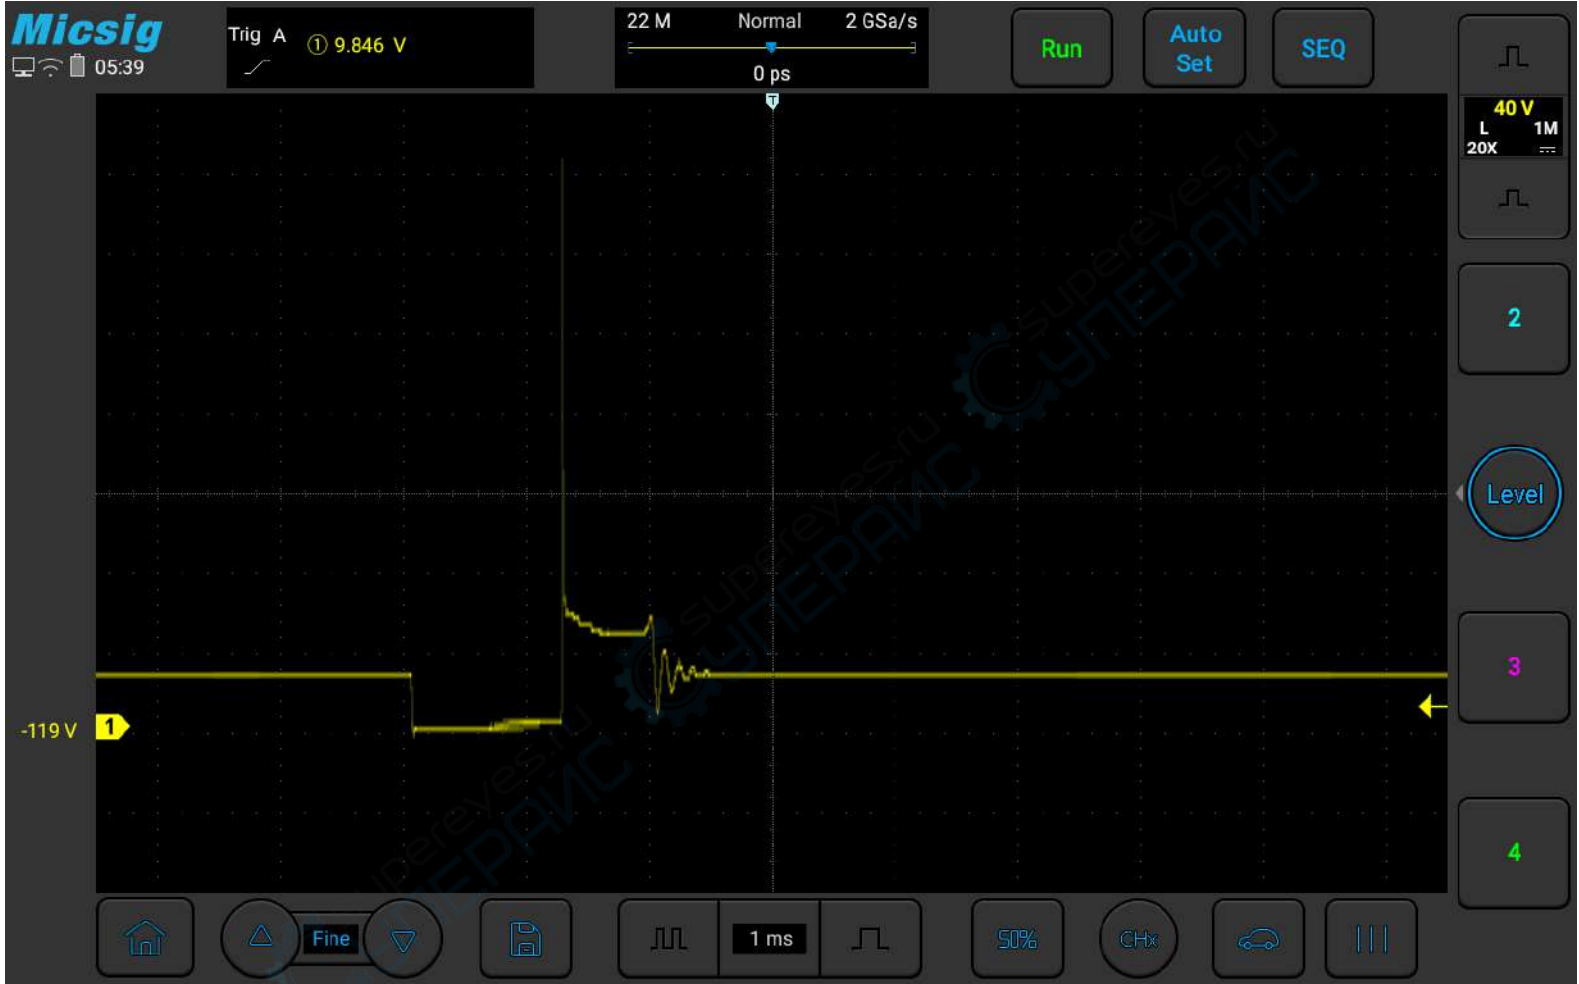 Micsig
05:39
Trig A
① 9.846 V
22 M Normal 2 GSa/s
0 ps
Run
Auto
Set
SEQ
40 V
L 1M
20X
T
2
Level
3
4
-119 V
1
Fine
1 ms
50%
CHx
supereyes.ru
СУПЕРАЙС
supereyes.ru
СУПЕРАЙС
supereyes.ru
СУПЕРАЙС